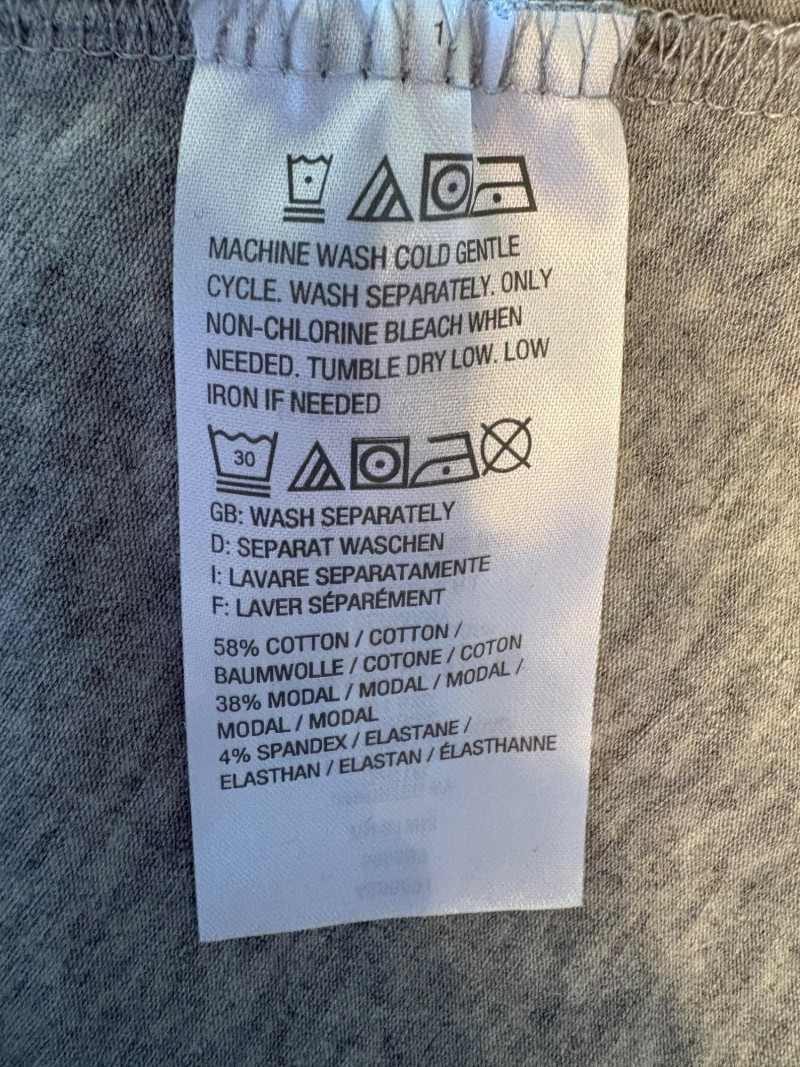 1
MACHINE WASH COLD GENTLE
CYCLE. WASH SEPARATELY. ONLY
NON-CHLORINE BLEACH WHEN
NEEDED. TUMBLE DRY LOW. LOW
IRON IF NEEDED
30
GB: WASH SEPARATELY
D: SEPARAT WASCHEN
I: LAVARE SEPARATAMENTE
F: LAVER SÉPARÉMENT
58% COTTON / COTTON /
BAUMWOLLE / COTONE / COTON
38% MODAL / MODAL / MODAL /
MODAL / MODAL
4% SPANDEX / ELASTANE /
ELASTHAN / ELASTAN / ÉLASTHANNE